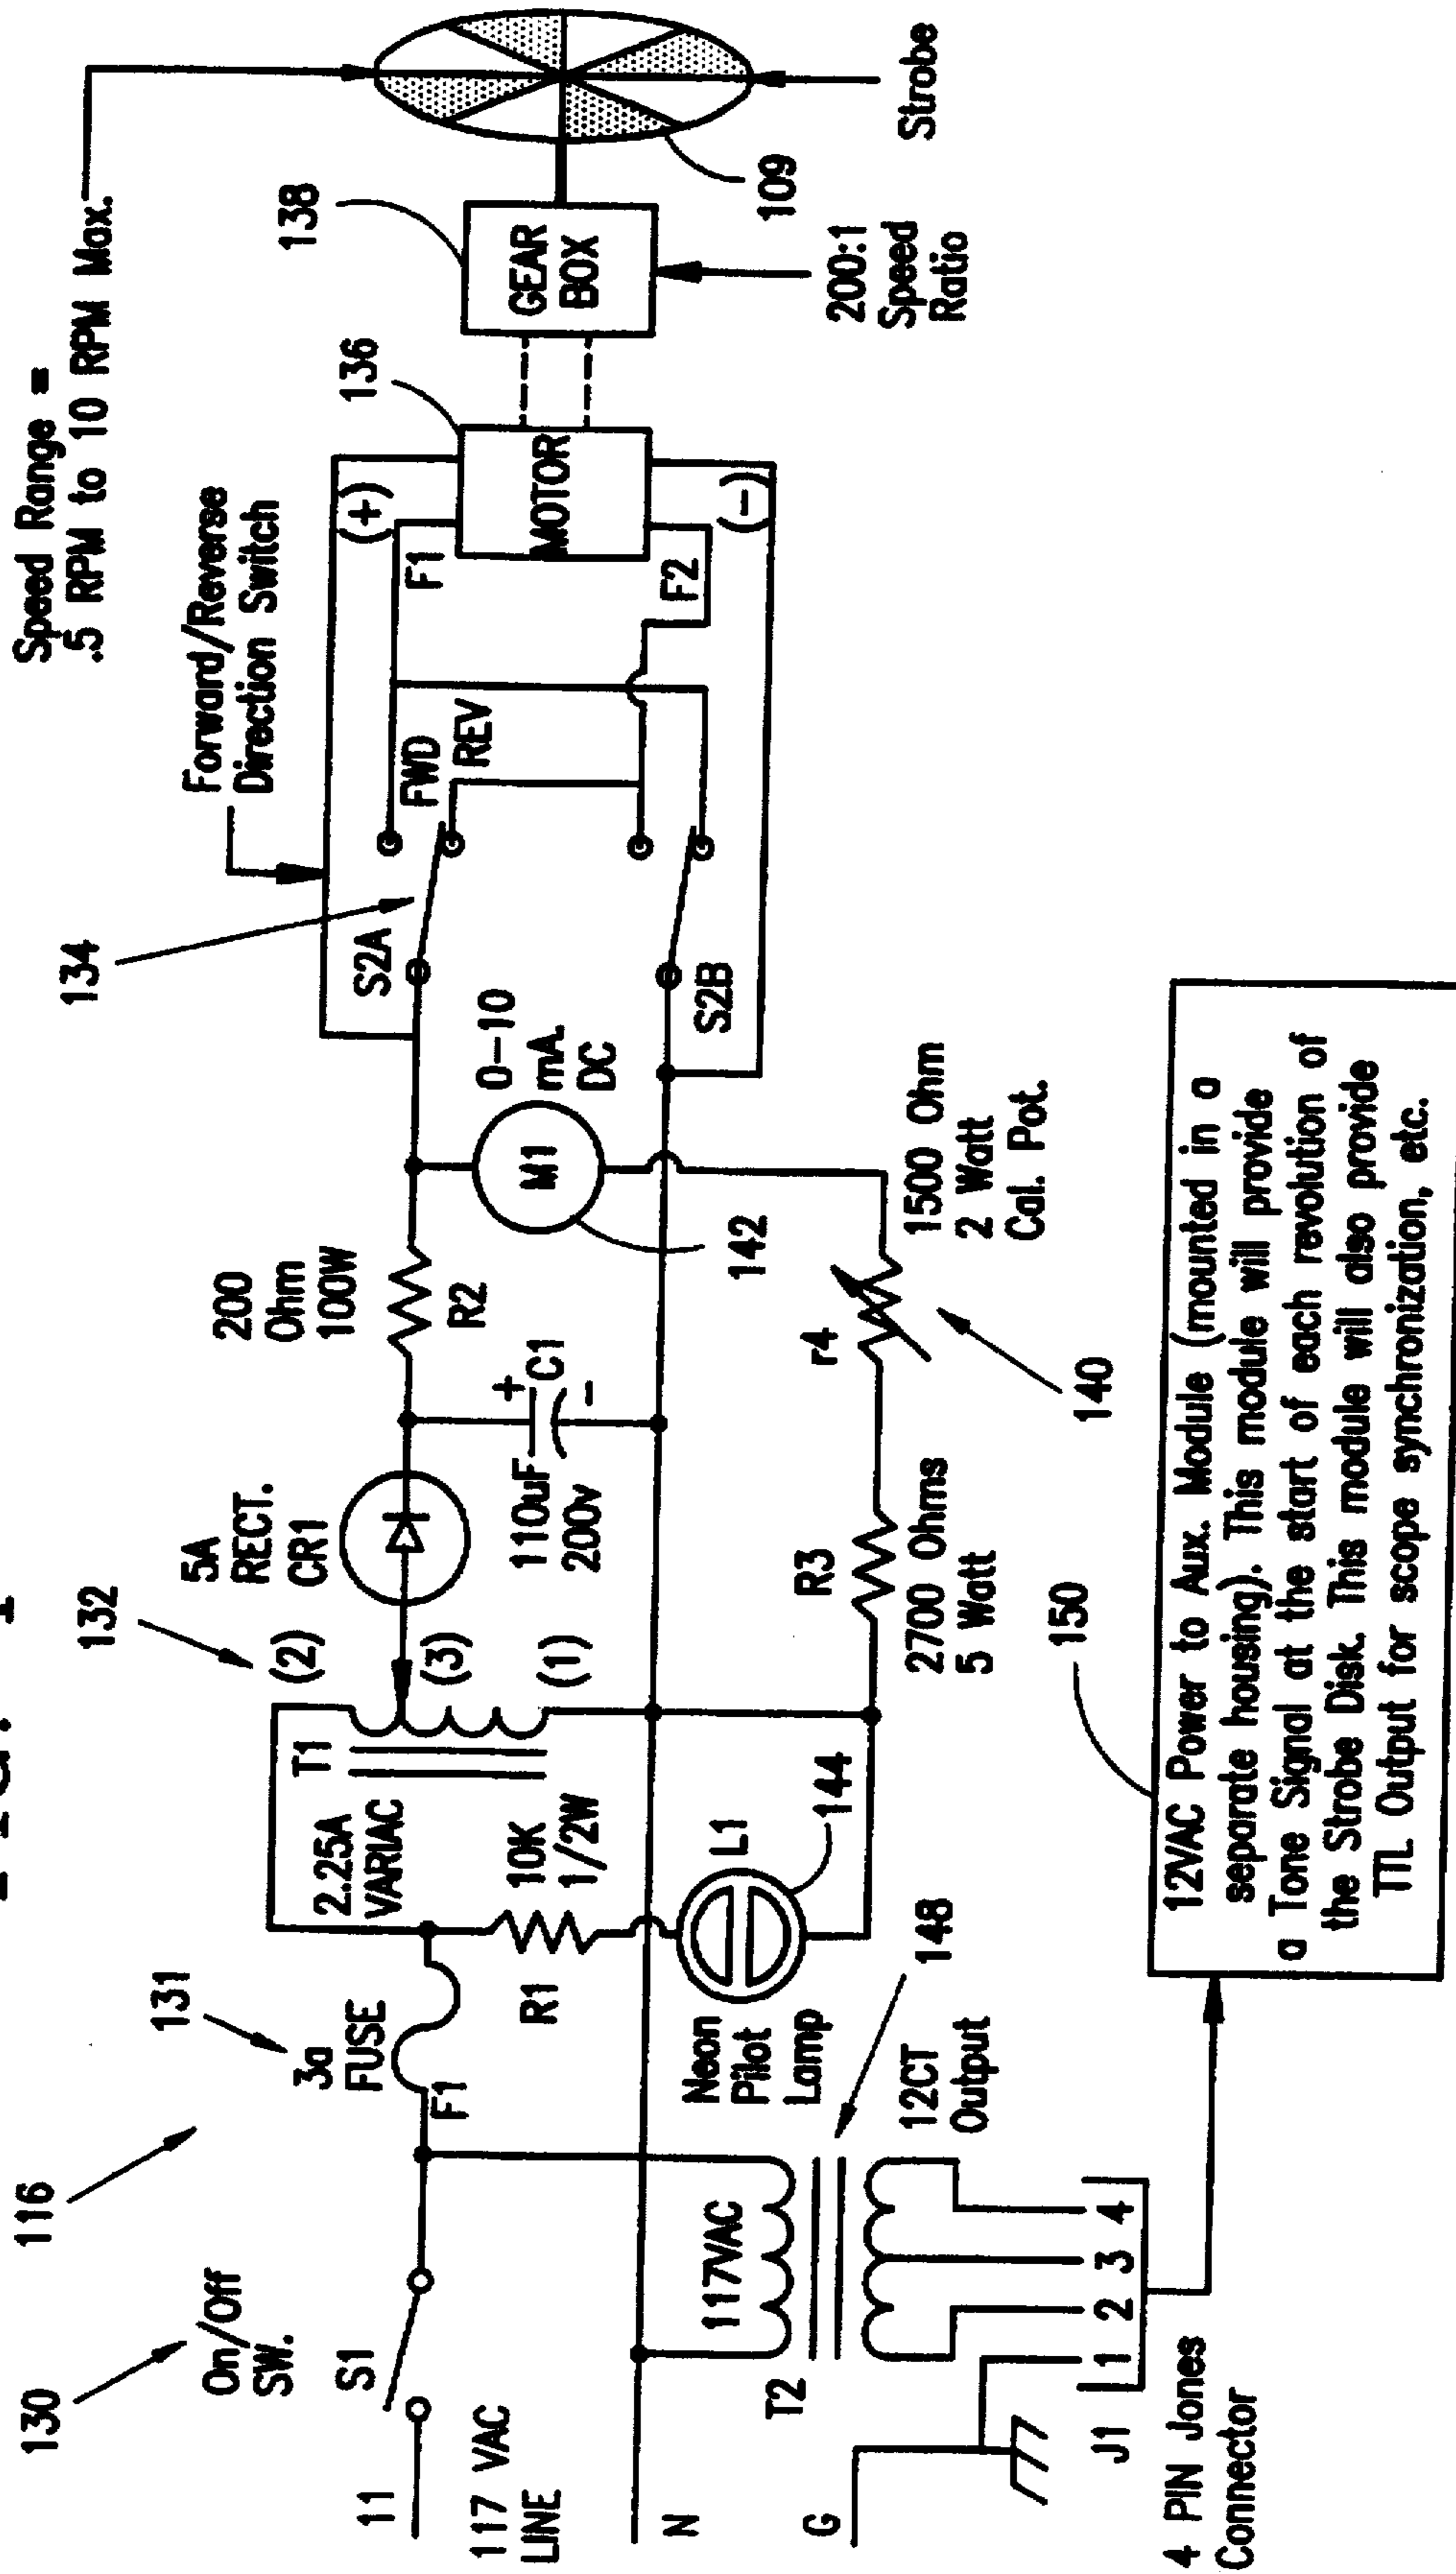 130
116
131
132
134
Speed Range =
.5 RPM to 10 RPM Max.
On/Off
SW.
S1
11
117 VAC
LINE
N
G
3a
FUSE
F1
2.25A
VARIAC
T1
(2)
(3)
(1)
5A
RECT.
CR1
200
Ohm
100W
R2
110uF
200v
+
C1
-
M1
0-10
mA.
DC
142
S2A
S2B
Forward/Reverse
Direction Switch
FWD
REV
(+)
F1
F2
(-)
MOTOR
136
GEAR
BOX
138
200:1
Speed
Ratio
109
Strobe
R1
10K
1/2W
Neon
Pilot
Lamp
L1
144
R3
2700 Ohms
5 Watt
r4
1500 Ohm
2 Watt
Cal. Pot.
140
117VAC
T2
148
12CT
Output
1 2 3 4
J1
4 PIN Jones
Connector
150
12VAC Power to Aux. Module (mounted in a
separate housing). This module will provide
a Tone Signal at the start of each revolution of
the Strobe Disk. This module will also provide
TTL Output for scope synchronization, etc.